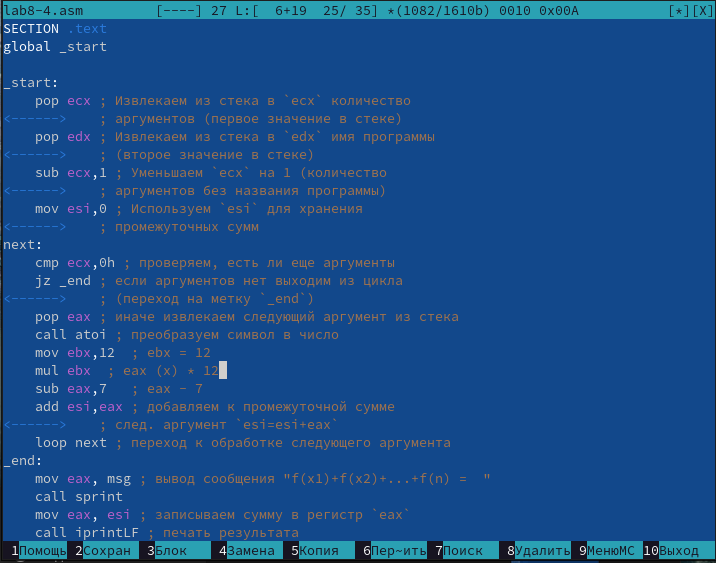 lab8-4.asm [----] 27 L:[ 6+19 25/ 35] *(1082/1610b) 0010 0x00A [*][X]
SECTION .text
global _start
_start:
pop ecx ; Извлекаем из стека в `ecx` количество
<------> ; аргументов (первое значение в стеке)
pop edx ; Извлекаем из стека в `edx` имя программы
<------> ; (второе значение в стеке)
sub ecx,1 ; Уменьшаем `ecx` на 1 (количество
<------> ; аргументов без названия программы)
mov esi,0 ; Используем `esi` для хранения
<------> ; промежуточных сумм
next:
cmp ecx,0h ; проверяем, есть ли еще аргументы
jz _end ; если аргументов нет выходим из цикла
<------> ; (переход на метку `_end`)
pop eax ; иначе извлекаем следующий аргумент из стека
call atoi ; преобразуем символ в число
mov ebx,12 ; ebx = 12
mul ebx ; eax (x) * 12
sub eax,7 ; eax - 7
add esi,eax ; добавляем к промежуточной сумме
<------> ; след. аргумент `esi=esi+eax`
loop next ; переход к обработке следующего аргумента
_end:
mov eax, msg ; вывод сообщения "f(x1)+f(x2)+...+f(n) = "
call sprint
mov eax, esi ; записываем сумму в регистр `eax`
call iprintLF ; печать результата
1Помощь 2Сохран 3Блок 4Замена 5Копия 6Пер~ить 7Поиск 8Удалить 9МенюMC 10Выход